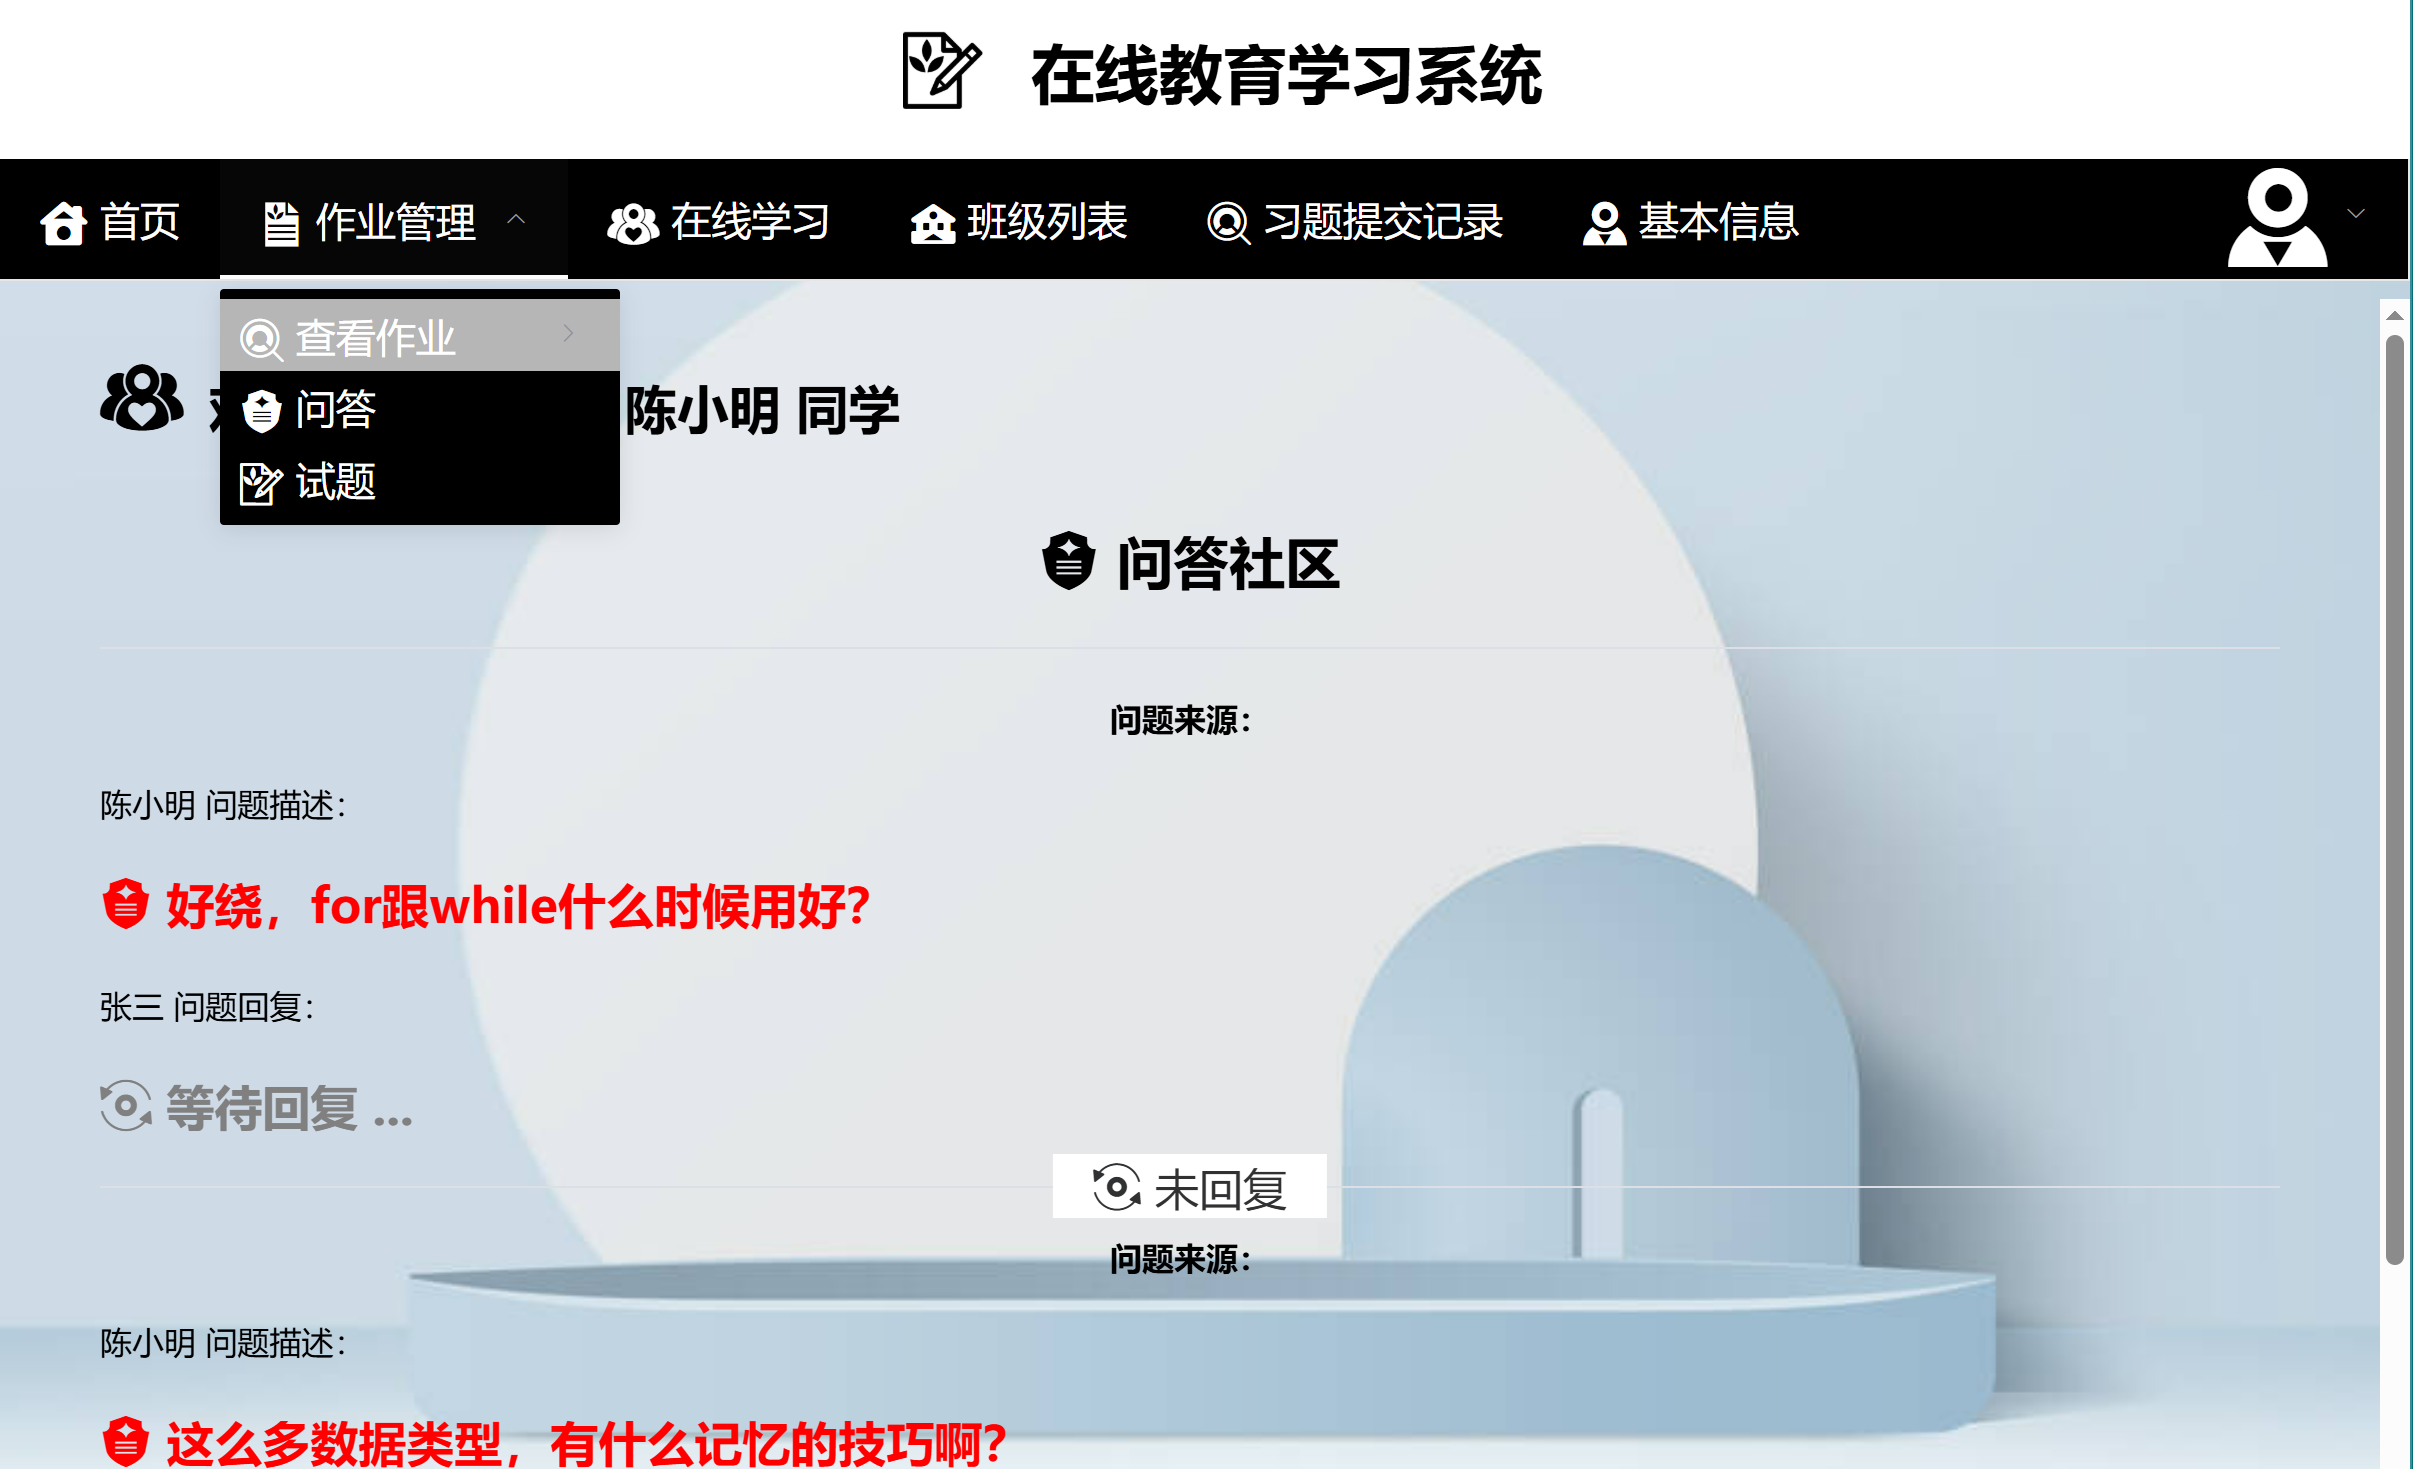 在线教育学习系统
首页 作业管理 在线学习 班级列表 习题提交记录 基本信息
查看作业
问答
试题
陈小明 同学
问答社区
问题来源：
陈小明 问题描述：
好绕，for跟while什么时候用好？
张三 问题回复：
等待回复 ...
未回复
问题来源：
陈小明 问题描述：
这么多数据类型，有什么记忆的技巧啊？